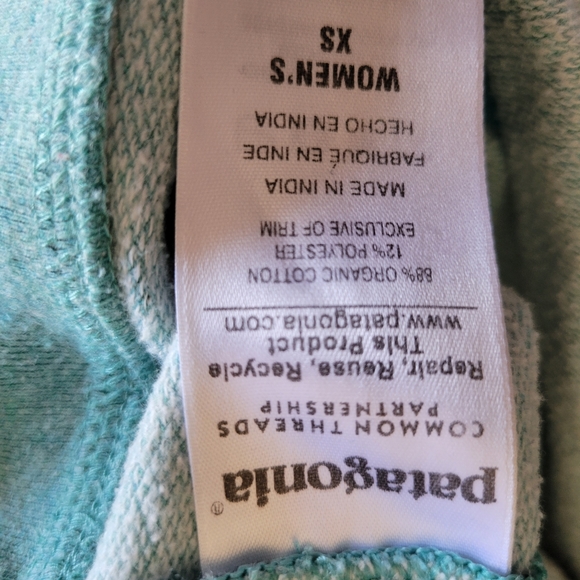 patagonia®
COMMON THREADS
PARTNERSHIP
Repair, Reuse, Recycle
This Product
www.patagonia.com
88% ORGANIC COTTON
12% POLYESTER
EXCLUSIVE OF TRIM
MADE IN INDIA
FABRIQUÉ EN INDE
HECHO EN INDIA
WOMEN'S
XS